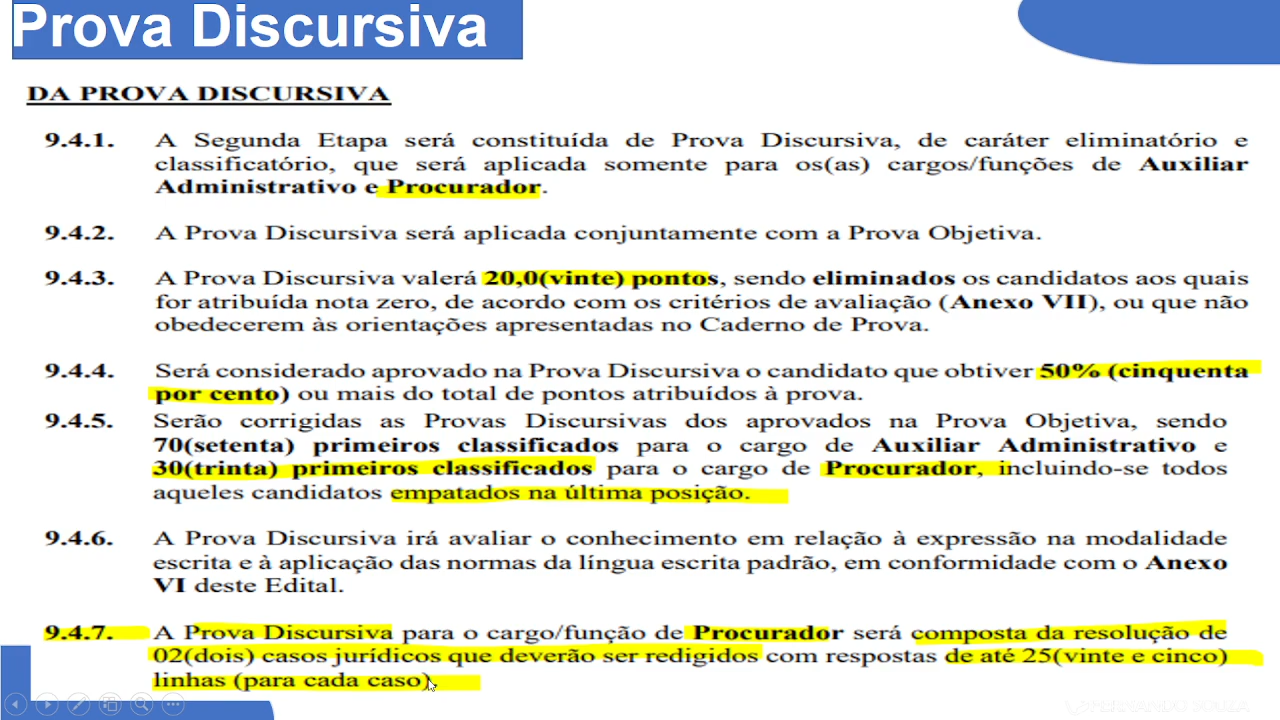 Prova Discursiva
DA PROVA DISCURSIVA
9.4.1. A Segunda Etapa será constituída de Prova Discursiva, de caráter eliminatório e
classificatório, que será aplicada somente para os(as) cargos/funções de Auxiliar
Administrativo e Procurador.
9.4.2. A Prova Discursiva será aplicada conjuntamente com a Prova Objetiva.
9.4.3. A Prova Discursiva valerá 20,0(vinte) pontos, sendo eliminados os candidatos aos quais
for atribuída nota zero, de acordo com os critérios de avaliação (Anexo VII), ou que não
obedecerem às orientações apresentadas no Caderno de Prova.
9.4.4. Será considerado aprovado na Prova Discursiva o candidato que obtiver 50% (cinquenta
por cento) ou mais do total de pontos atribuídos à prova.
9.4.5. Serão corrigidas as Provas Discursivas dos aprovados na Prova Objetiva, sendo
70(setenta) primeiros classificados para o cargo de Auxiliar Administrativo e
30(trinta) primeiros classificados para o cargo de Procurador, incluindo-se todos
aqueles candidatos empatados na última posição.
9.4.6. A Prova Discursiva irá avaliar o conhecimento em relação à expressão na modalidade
escrita e à aplicação das normas da língua escrita padrão, em conformidade com o Anexo
VI deste Edital.
9.4.7. A Prova Discursiva para o cargo/função de Procurador será composta da resolução de
02(dois) casos jurídicos que deverão ser redigidos com respostas de até 25(vinte e cinco)
linhas (para cada caso).